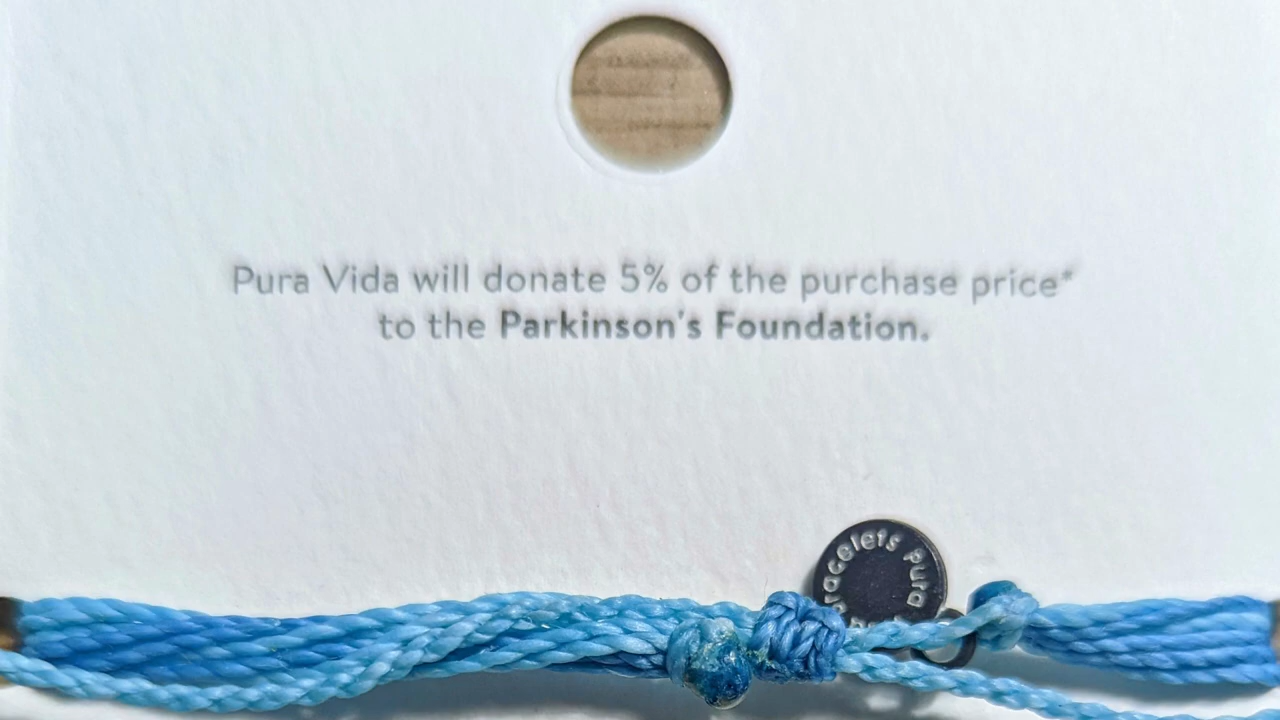 Pura Vida will donate 5% of the purchase price*
to the Parkinson's Foundation.
bracelets pura